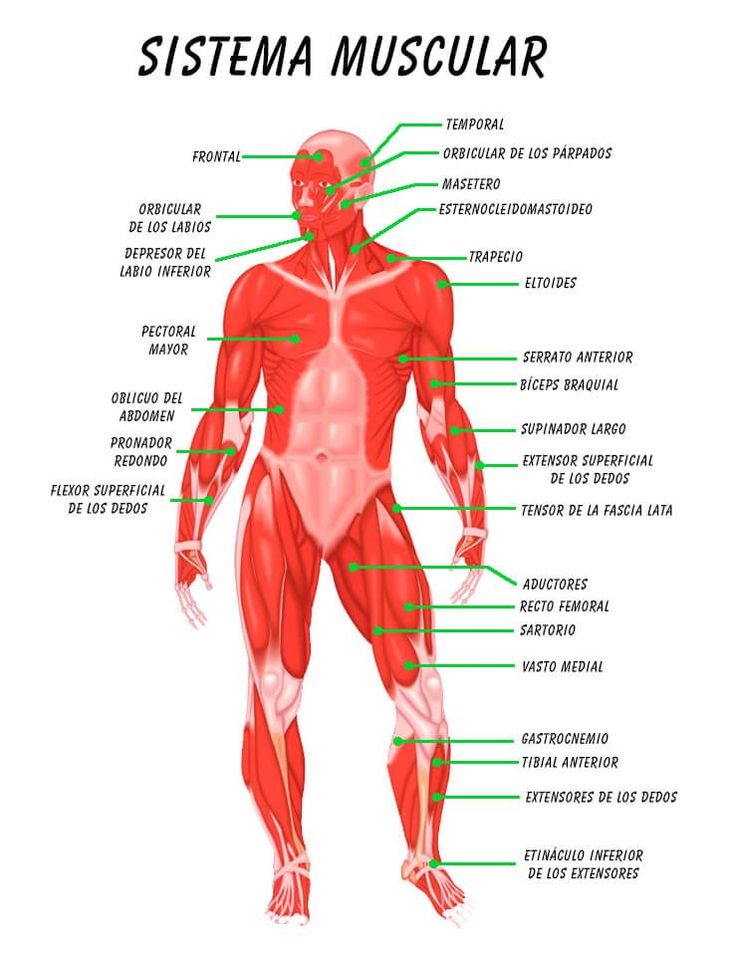 SISTEMA MUSCULAR
FRONTAL
ORBICULAR
DE LOS LABIOS
DEPRESOR DEL
LABIO INFERIOR
PECTORAL
MAYOR
OBLICUO DEL
ABDOMEN
PRONADOR
REDONDO
FLEXOR SUPERFICIAL
DE LOS DEDOS
TEMPORAL
ORBICULAR DE LOS PÁRPADOS
MASETERO
ESTERNOCLEIDOMASTOIDEO
TRAPECIO
ELTOIDES
SERRATO ANTERIOR
BÍCEPS BRAQUIAL
SUPINADOR LARGO
EXTENSOR SUPERFICIAL
DE LOS DEDOS
TENSOR DE LA FASCIA LATA
ADUCTORES
RECTO FEMORAL
SARTORIO
VASTO MEDIAL
GASTROCNEMIO
TIBIAL ANTERIOR
EXTENSORES DE LOS DEDOS
ETINÁCULO INFERIOR
DE LOS EXTENSORES